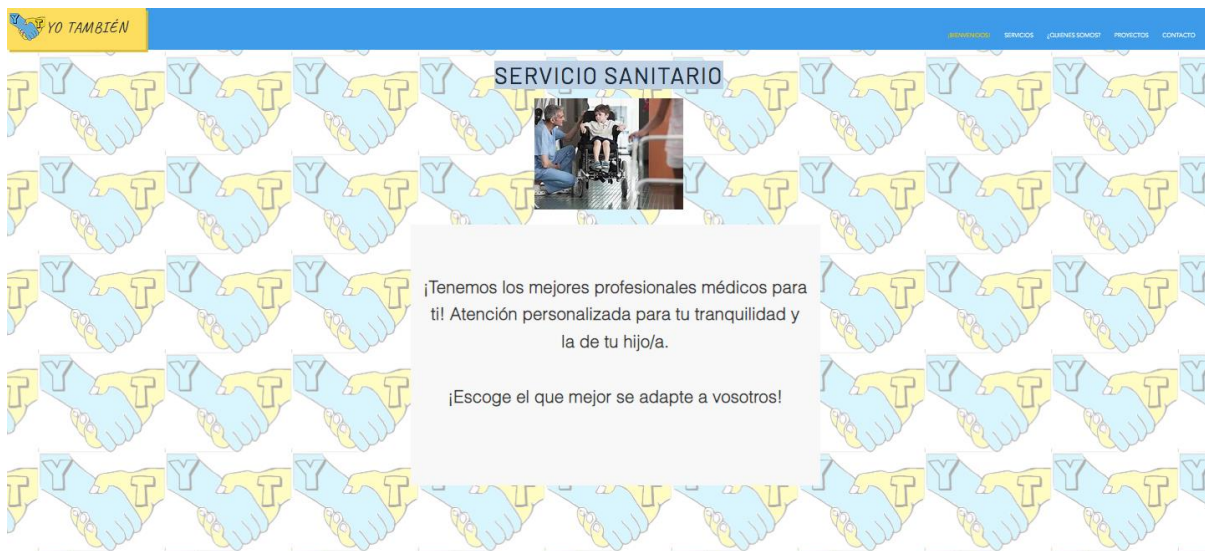 YO TAMBIÉN
¡BIENVENIDOS! SERVICIOS ¿QUIENES SOMOS? PROYECTOS CONTACTO
SERVICIO SANITARIO
¡Tenemos los mejores profesionales médicos para
ti! Atención personalizada para tu tranquilidad y
la de tu hijo/a.
¡Escoge el que mejor se adapte a vosotros!